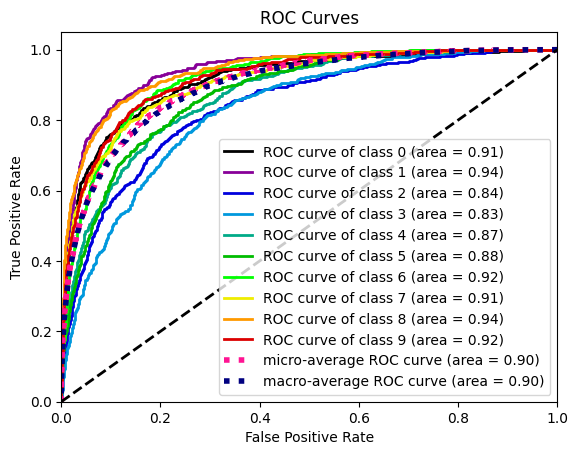 ROC Curves
True Positive Rate
1.0
0.8
0.6
0.4
0.2
0.0
ROC curve of class 0 (area = 0.91)
ROC curve of class 1 (area = 0.94)
ROC curve of class 2 (area = 0.84)
ROC curve of class 3 (area = 0.83)
ROC curve of class 4 (area = 0.87)
ROC curve of class 5 (area = 0.88)
ROC curve of class 6 (area = 0.92)
ROC curve of class 7 (area = 0.91)
ROC curve of class 8 (area = 0.94)
ROC curve of class 9 (area = 0.92)
micro-average ROC curve (area = 0.90)
macro-average ROC curve (area = 0.90)
0.0 0.2 0.4 0.6 0.8 1.0
False Positive Rate